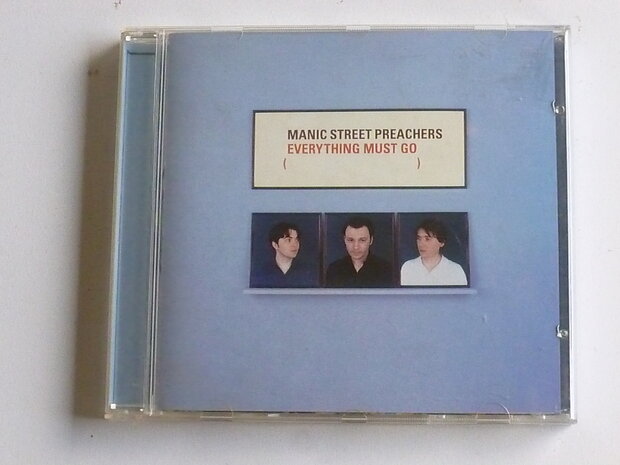 MANIC STREET PREACHERS
EVERYTHING MUST GO
( )